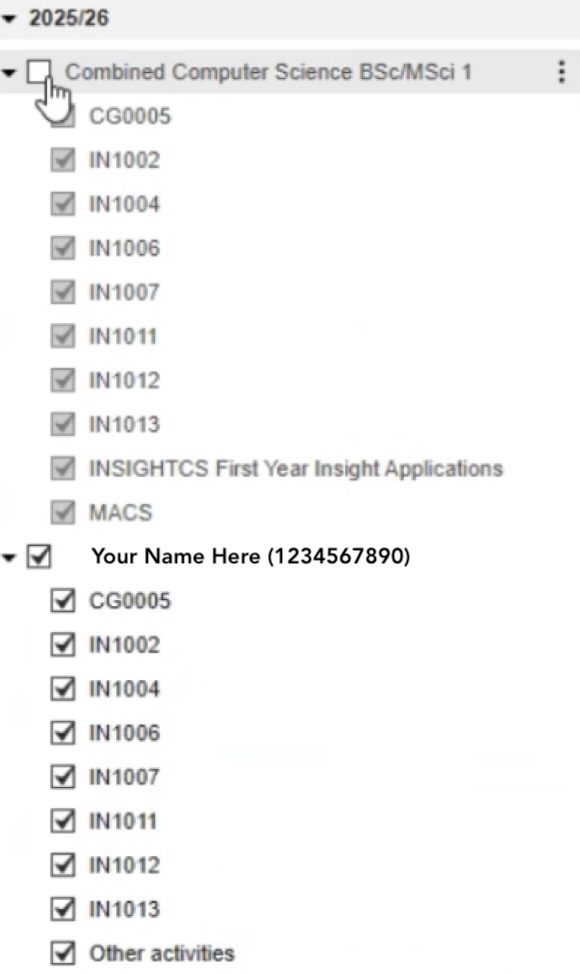 2025/26
Combined Computer Science BSc/MSci 1
CG0005
IN1002
IN1004
IN1006
IN1007
IN1011
IN1012
IN1013
INSIGHTCS First Year Insight Applications
MACS
Your Name Here (1234567890)
CG0005
IN1002
IN1004
IN1006
IN1007
IN1011
IN1012
IN1013
Other activities